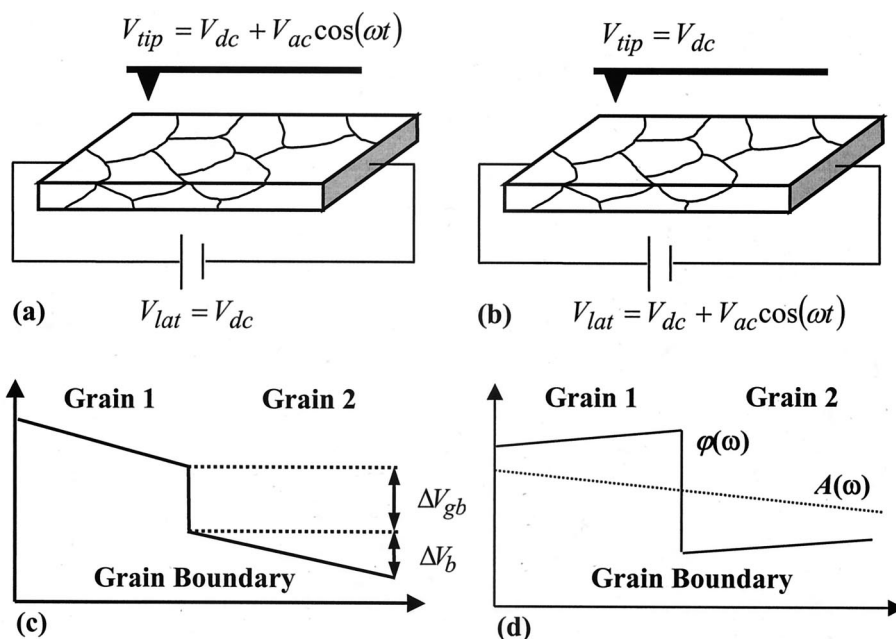 V_tip = V_dc + V_ac cos(ωt)
(a)
V_lat = V_dc
V_tip = V_dc
(b)
V_lat = V_dc + V_ac cos(ωt)
Grain 1 Grain 2
ΔV_gb
ΔV_b
Grain Boundary
(c)
Grain 1 Grain 2
φ(ω)
A(ω)
Grain Boundary
(d)